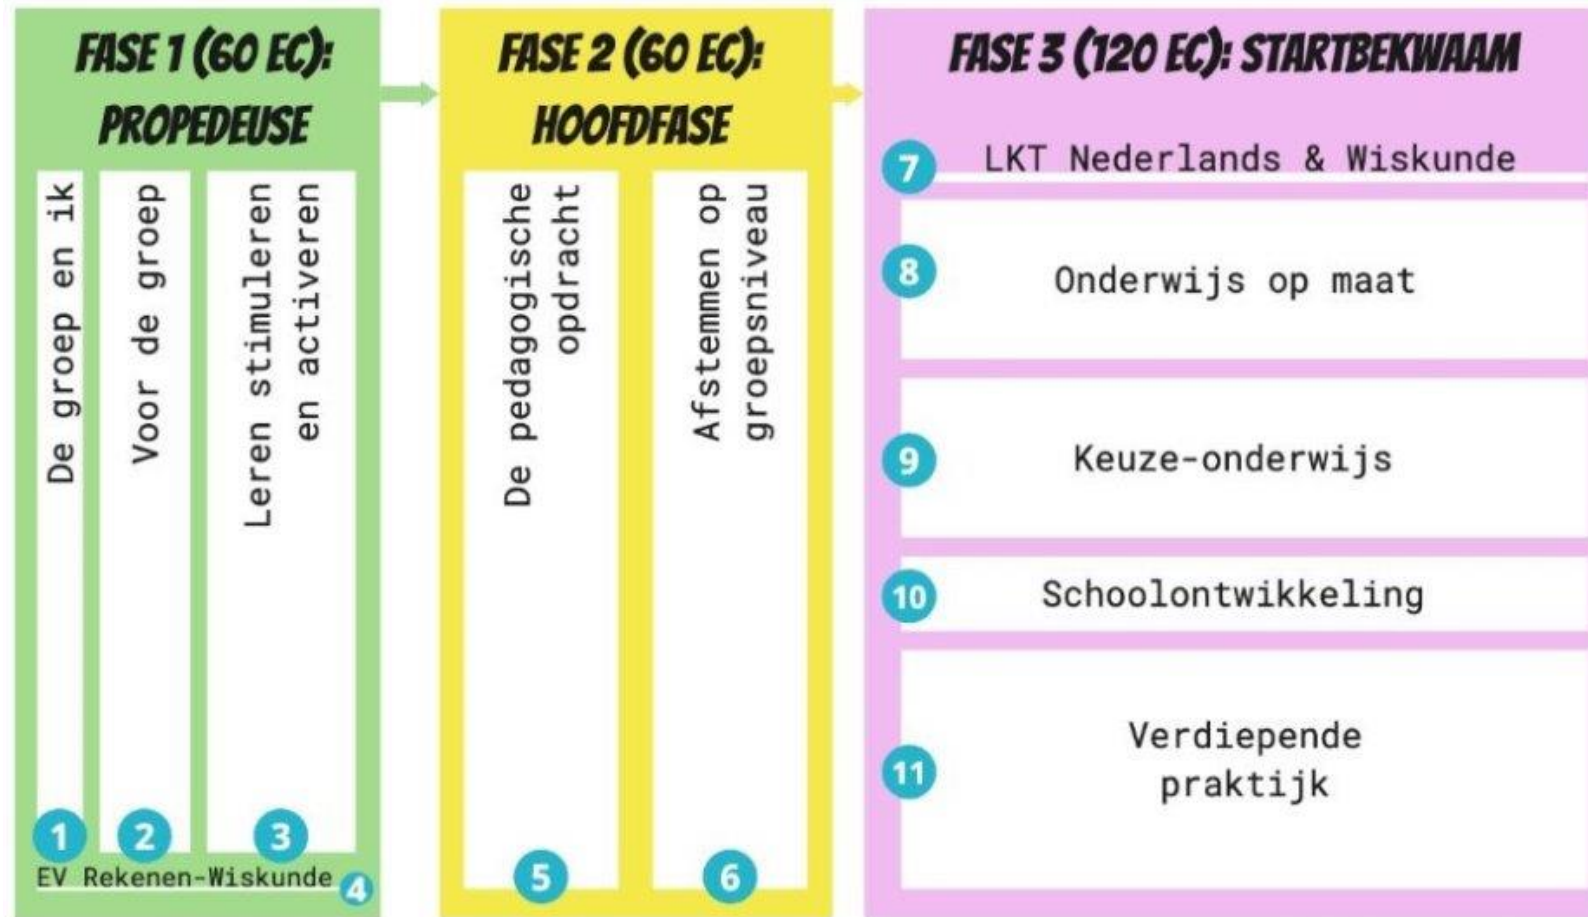 FASE 1 (60 EC):
PROPEDEUSE
De groep en ik
Voor de groep
Leren stimuleren
en activeren
1
2
3
EV Rekenen-Wiskunde
4
FASE 2 (60 EC):
HOOFDFASE
De pedagogische
opdracht
Afstemmen op
groepsniveau
5
6
FASE 3 (120 EC): STARTBEKWAAM
7 LKT Nederlands & Wiskunde
8 Onderwijs op maat
9 Keuze-onderwijs
10 Schoolontwikkeling
11 Verdiepende
praktijk